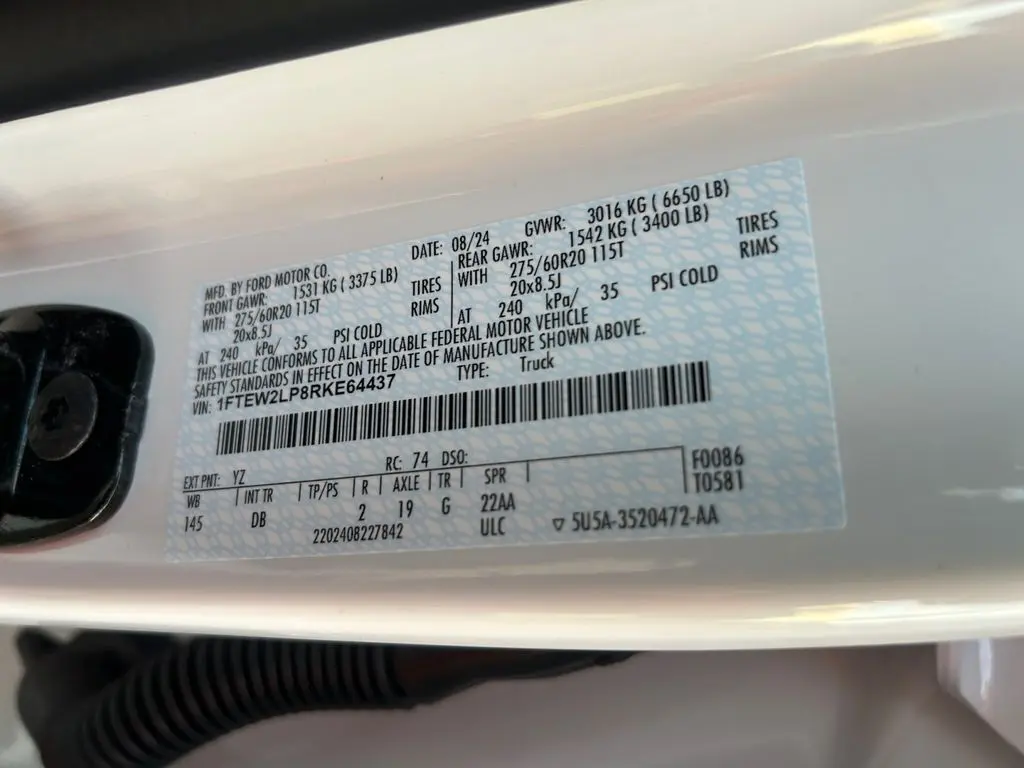 MFD. BY FORD MOTOR CO. DATE: 08/24 GVWR: 3016 KG ( 6650 LB)
FRONT GAWR: 1531 KG ( 3375 LB) REAR GAWR: 1542 KG ( 3400 LB)
WITH 275/60R20 115T TIRES WITH 275/60R20 115T TIRES
20x8.5J RIMS 20x8.5J RIMS
AT 240 kPa/ 35 PSI COLD AT 240 kPa/ 35 PSI COLD
THIS VEHICLE CONFORMS TO ALL APPLICABLE FEDERAL MOTOR VEHICLE
SAFETY STANDARDS IN EFFECT ON THE DATE OF MANUFACTURE SHOWN ABOVE.
VIN: 1FTEW2LP8RKE64437 TYPE: Truck
EXT PNT: YZ RC: 74 DSO: F0086
WB INT TR TP/PS R AXLE TR SPR T0581
145 DB 2 19 G 22AA
2202408227842 ULC ▽ 5U5A-3520472-AA